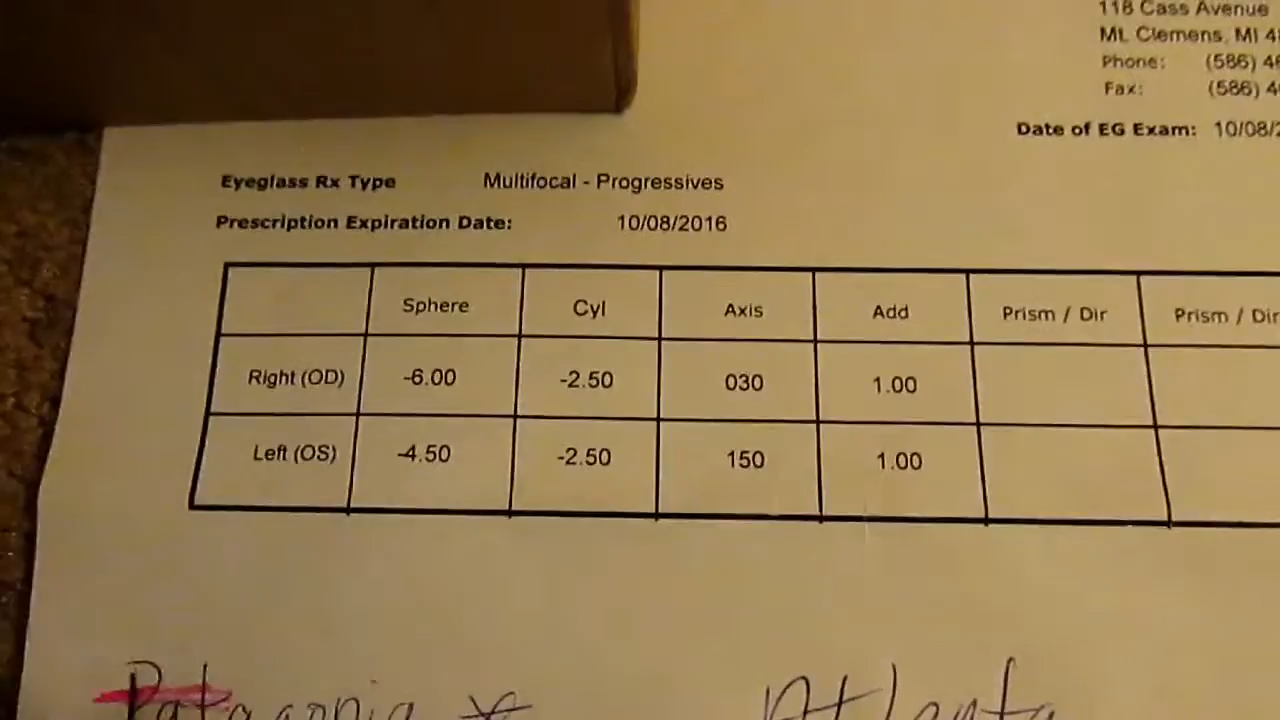 118 Cass Avenue
Mt. Clemens, MI
Phone: (586)
Fax: (586)
Date of EG Exam: 10/08/
Eyeglass Rx Type Multifocal - Progressives
Prescription Expiration Date: 10/08/2016
Sphere Cyl Axis Add Prism / Dir Prism / Dir
Right (OD) -6.00 -2.50 030 1.00
Left (OS) -4.50 -2.50 150 1.00
Patagonia Atlanta